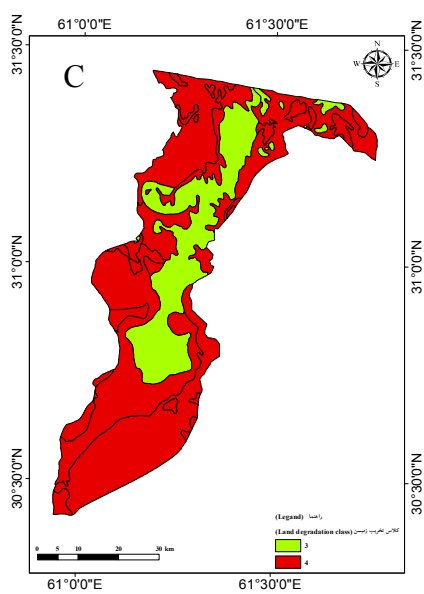 61°0'0"E 61°30'0"E
31°30'0"N 31°30'0"N
C
N
W E
S
31°0'0"N 31°0'0"N
30°30'0"N 30°30'0"N
(Legand) راهنما
(Land degradation class) کلاس تخریب زمیسن
3
4
0 5 10 20 30 km
61°0'0"E 61°30'0"E